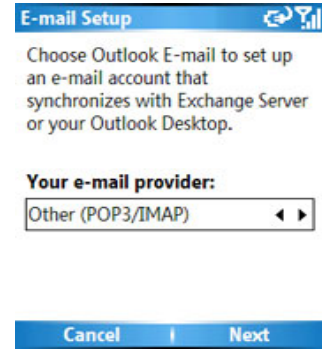 E-mail Setup
Choose Outlook E-mail to set up
an e-mail account that
synchronizes with Exchange Server
or your Outlook Desktop.
Your e-mail provider:
Other (POP3/IMAP)
Cancel Next